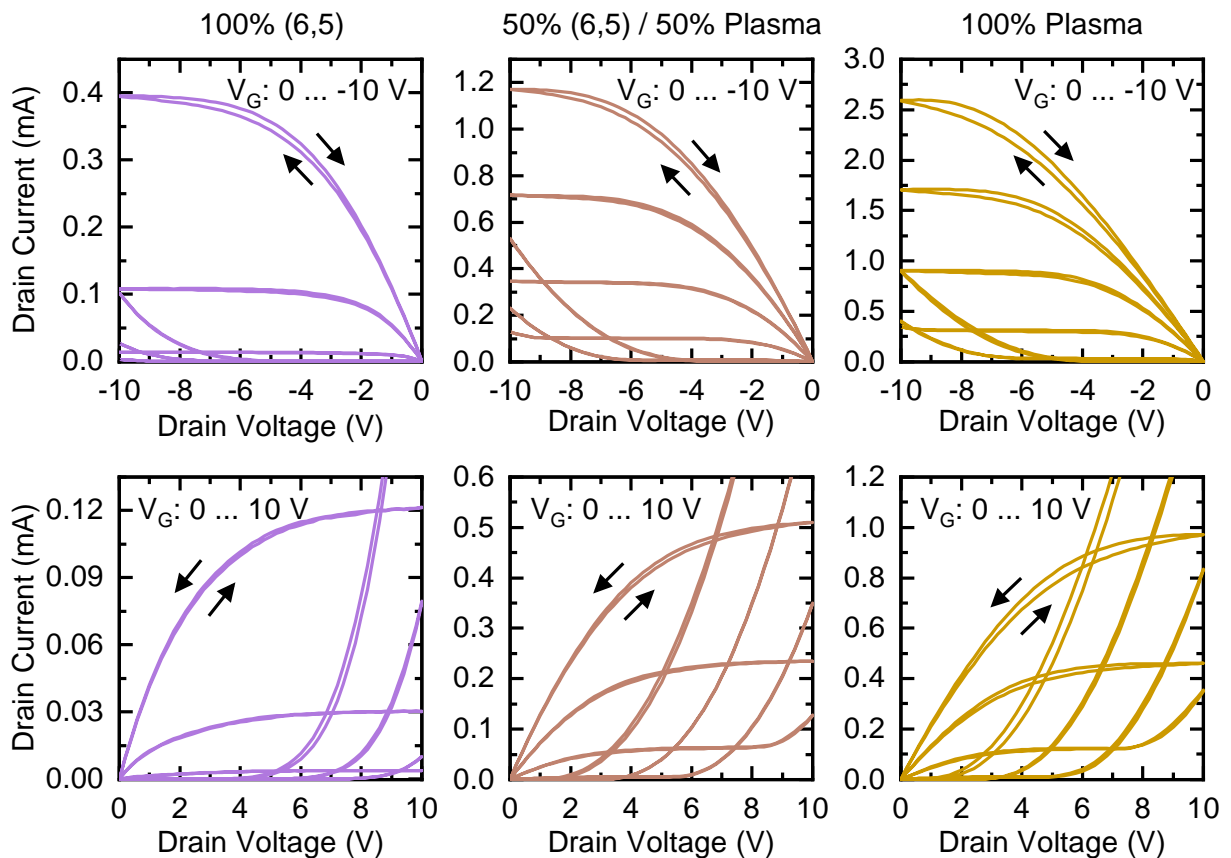 100% (6,5)
50% (6,5) / 50% Plasma
100% Plasma
Drain Current (mA)
0.4
0.3
0.2
0.1
0.0
V_G: 0 ... -10 V
-10 -8 -6 -4 -2 0
Drain Voltage (V)
1.2
1.0
0.8
0.6
0.4
0.2
0.0
V_G: 0 ... -10 V
-10 -8 -6 -4 -2 0
Drain Voltage (V)
3.0
2.5
2.0
1.5
1.0
0.5
0.0
V_G: 0 ... -10 V
-10 -8 -6 -4 -2 0
Drain Voltage (V)
Drain Current (mA)
0.12
0.09
0.06
0.03
0.00
V_G: 0 ... 10 V
0 2 4 6 8 10
Drain Voltage (V)
0.6
0.5
0.4
0.3
0.2
0.1
0.0
V_G: 0 ... 10 V
0 2 4 6 8 10
Drain Voltage (V)
1.2
1.0
0.8
0.6
0.4
0.2
0.0
V_G: 0 ... 10 V
0 2 4 6 8 10
Drain Voltage (V)